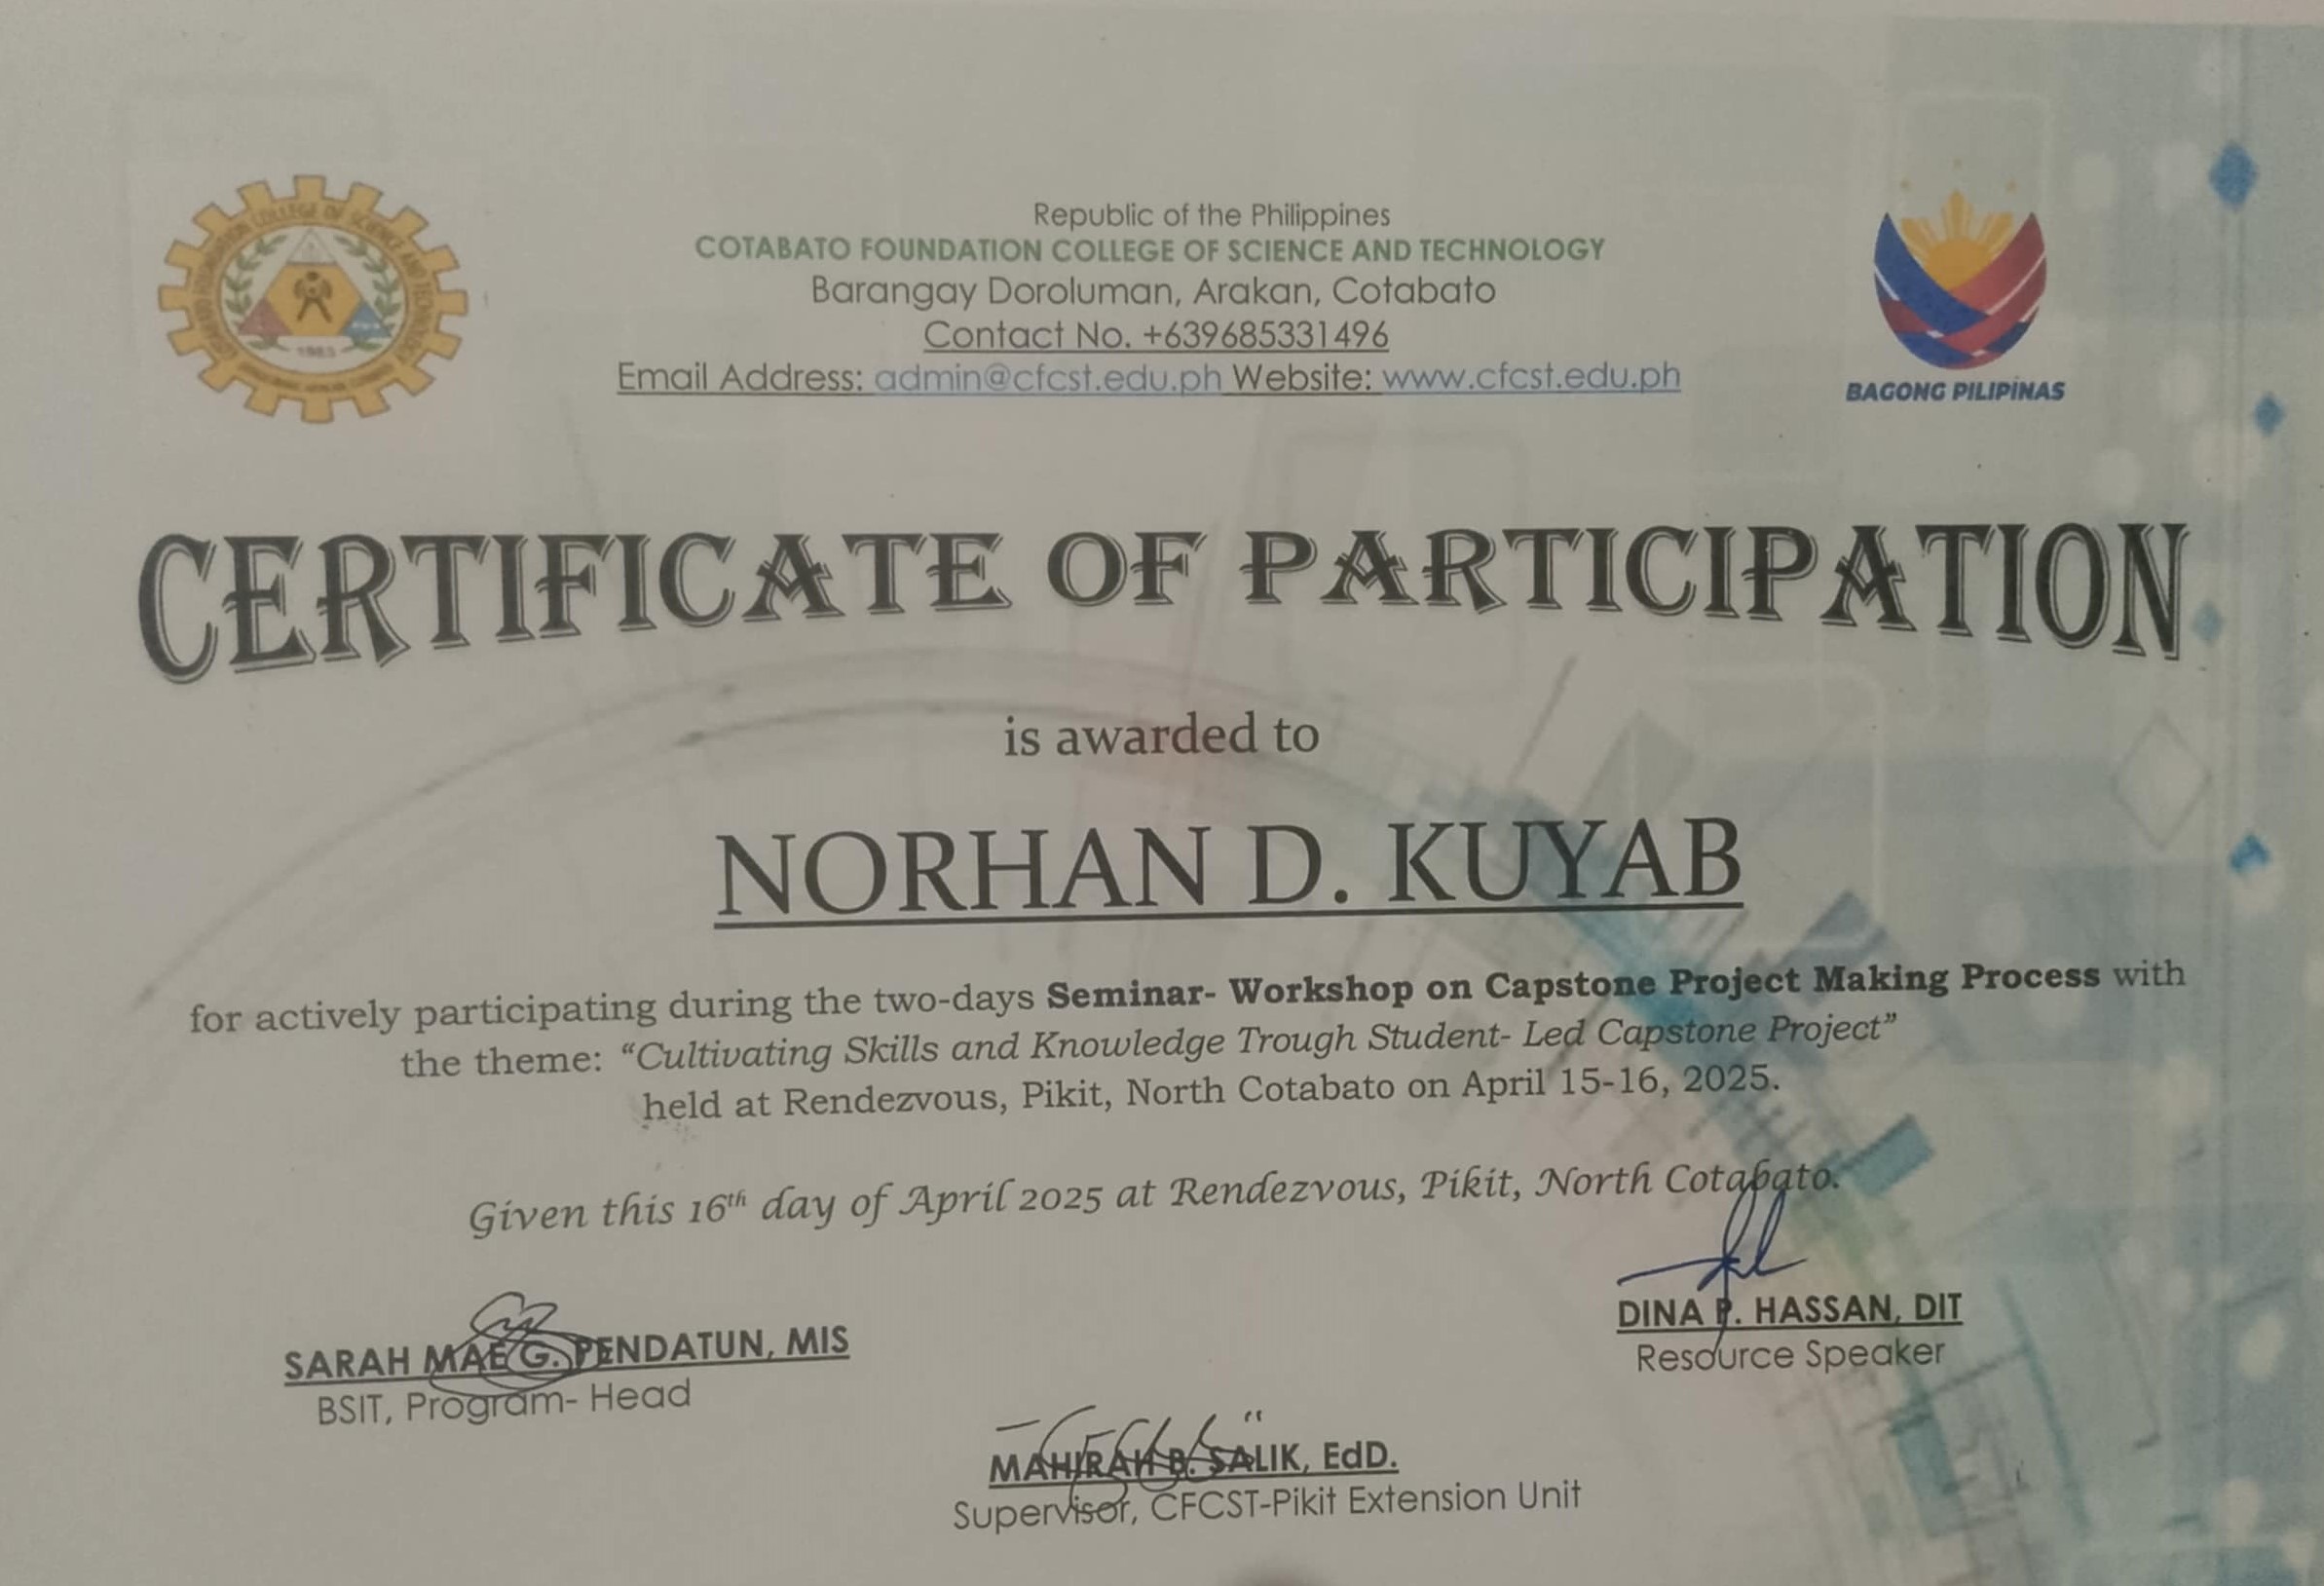 Republic of the Philippines
COTABATO FOUNDATION COLLEGE OF SCIENCE AND TECHNOLOGY
Barangay Doroluman, Arakan, Cotabato
Contact No. +639685331496
Email Address: admin@cfcst.edu.ph Website: www.cfcst.edu.ph
BAGONG PILIPINAS
CERTIFICATE OF PARTICIPATION
is awarded to
NORHAN D. KUYAB
for actively participating during the two-days Seminar- Workshop on Capstone Project Making Process with
the theme: “Cultivating Skills and Knowledge Trough Student- Led Capstone Project”
held at Rendezvous, Pikit, North Cotabato on April 15-16, 2025.
Given this 16th day of April 2025 at Rendezvous, Pikit, North Cotabato.
SARAH MAE G. PENDATUN, MIS
BSIT, Program- Head
DINA P. HASSAN, DIT
Resource Speaker
MAHIRAH B. SALIK, EdD.
Supervisor, CFCST-Pikit Extension Unit